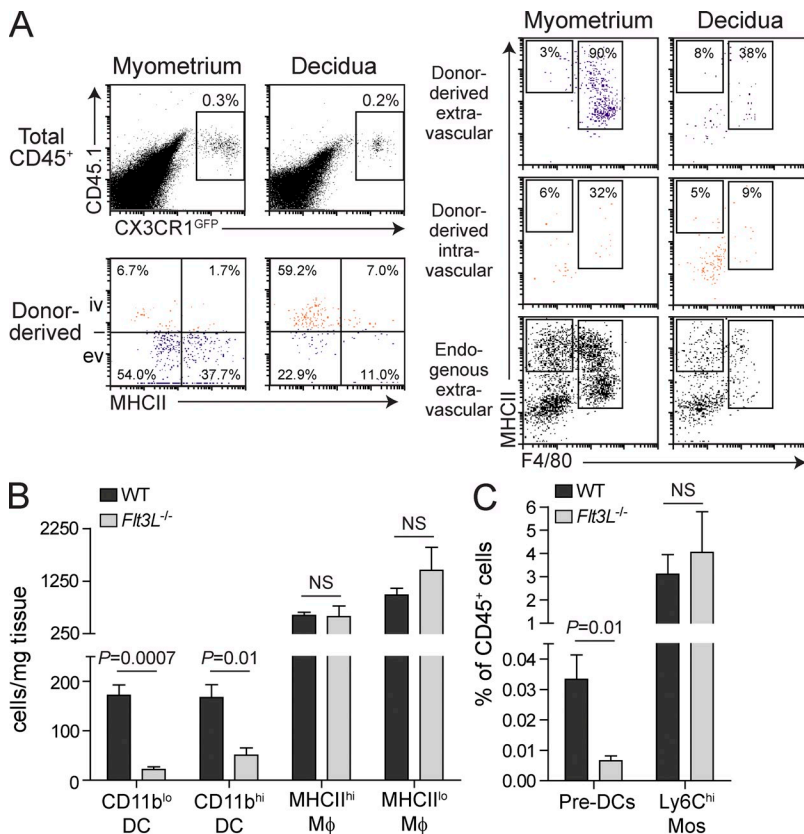 A
Myometrium
Decidua
Total
CD45+
0.3%
0.2%
CD45.1
CX3CR1GFP
Donor-
derived
iv
ev
6.7%
1.7%
54.0%
37.7%
59.2%
7.0%
22.9%
11.0%
MHCII
Myometrium
Decidua
Donor-
derived
extra-
vascular
3%
90%
8%
38%
Donor-
derived
intra-
vascular
6%
32%
5%
9%
Endo-
genous
extra-
vascular
MHCII
F4/80
B
WT
Flt3L-/-
2250
1250
250
200
100
0
cells/mg tissue
P=0.0007
P=0.01
NS
NS
CD11blo
DC
CD11bhi
DC
MHCIIhi
Mϕ
MHCIIlo
Mϕ
C
WT
Flt3L-/-
6
5
4
3
2
1
0.04
0.03
0.02
0.01
0.00
% of CD45+ cells
P=0.01
NS
Pre-DCs
Ly6Chi
Mos